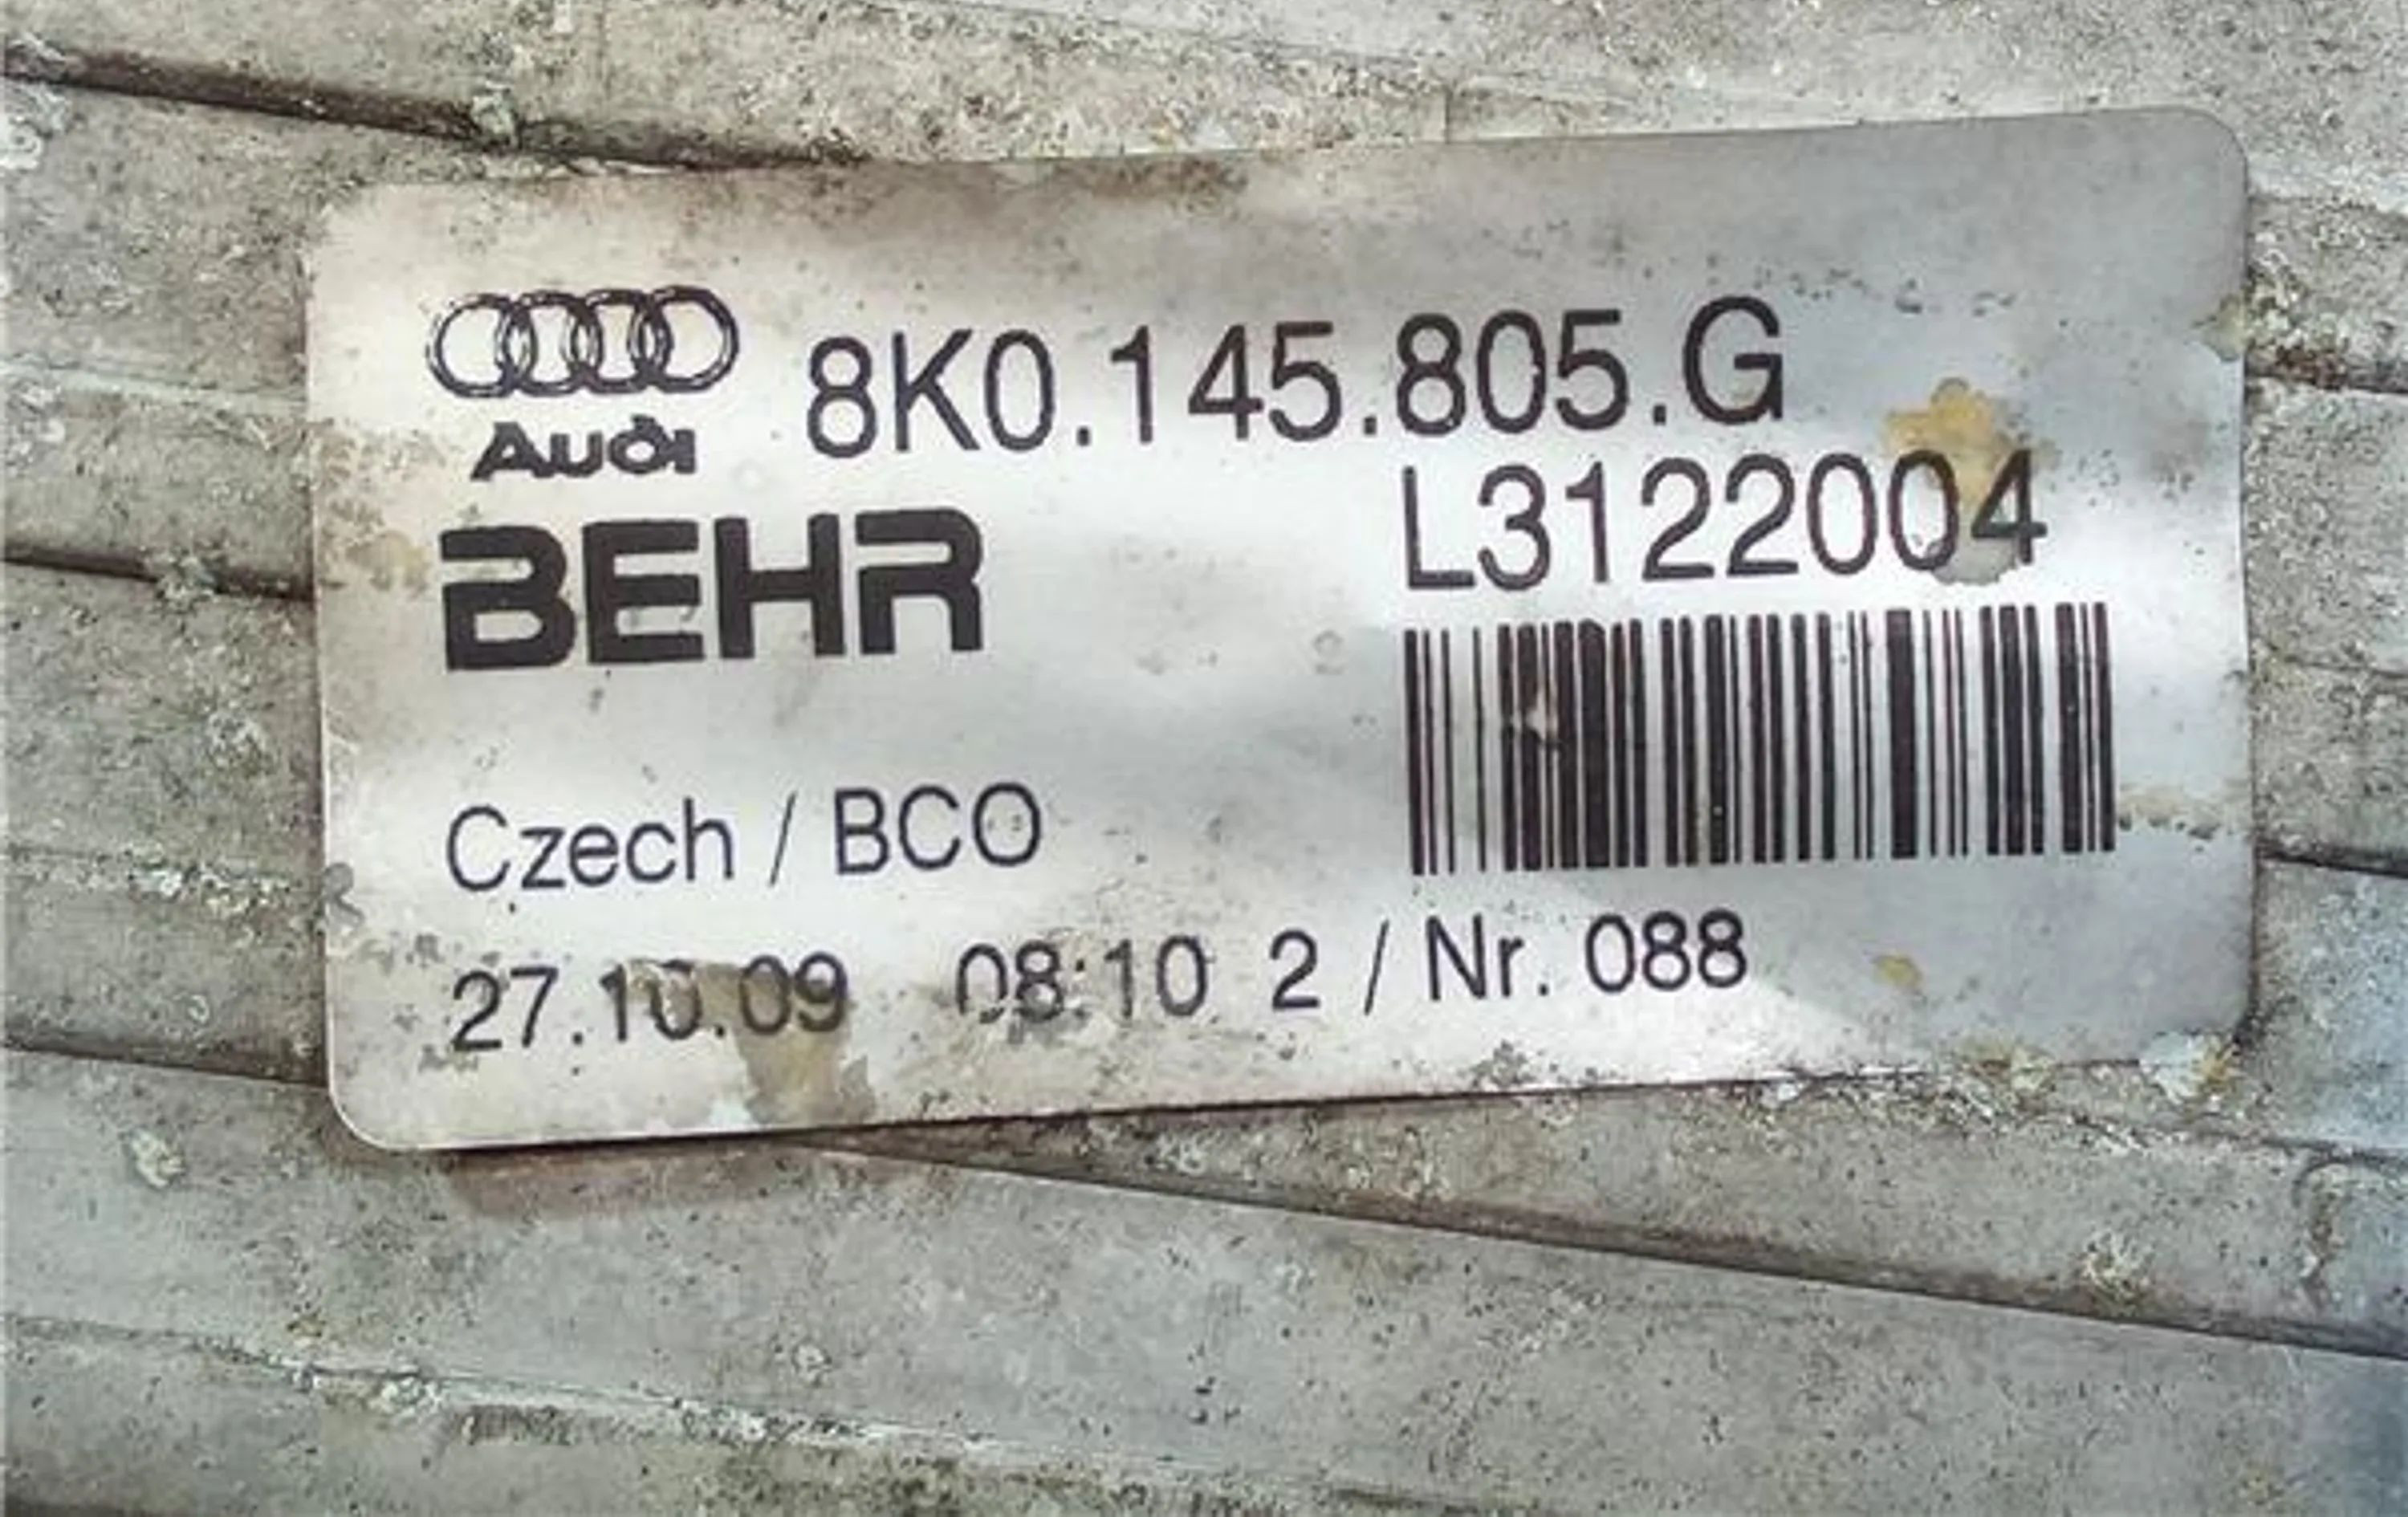 Audi 8K0.145.805.G
L3122004
BEHR
Czech / BCO
27.10.09 08:10 2 / Nr. 088